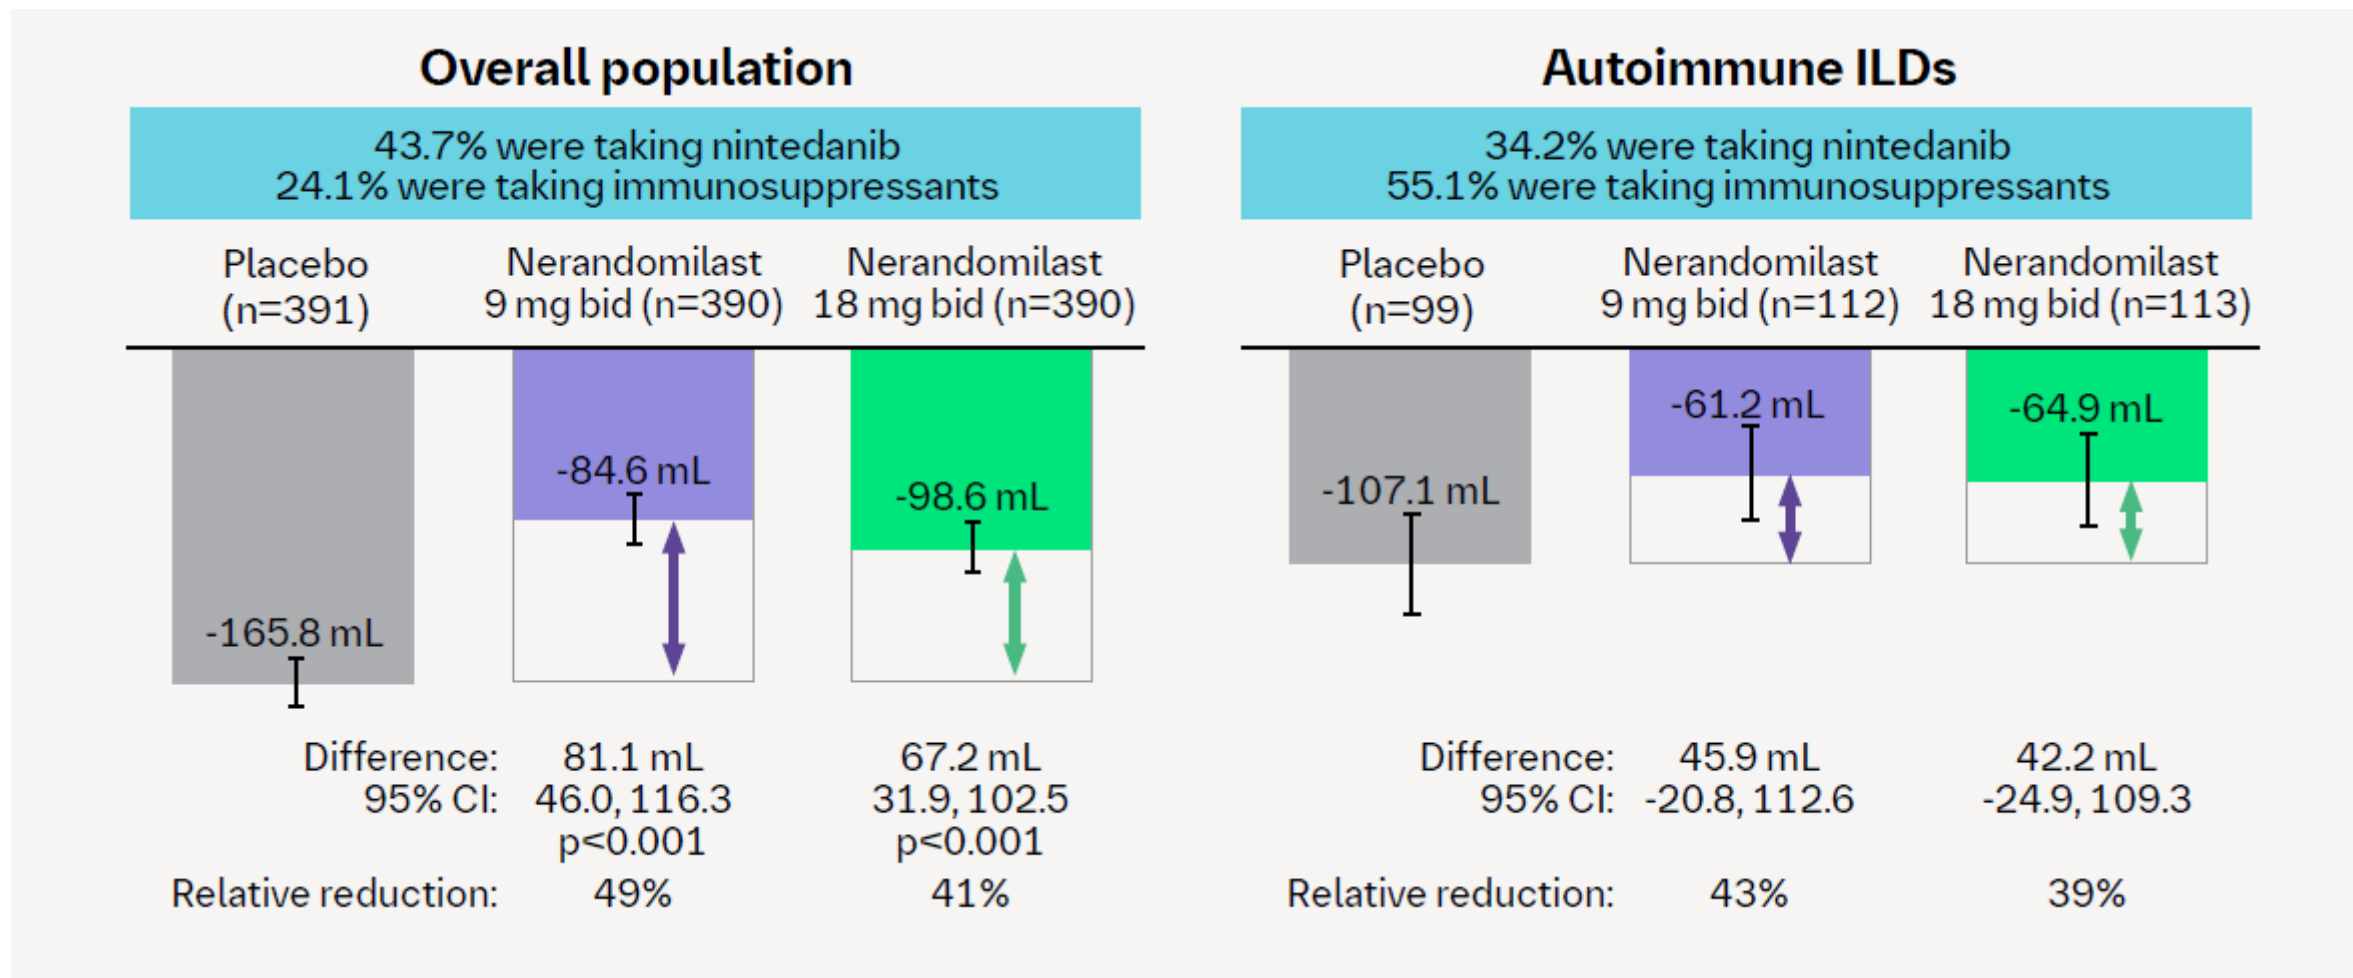 Overall population
43.7% were taking nintedanib
24.1% were taking immunosuppressants
Placebo
(n=391)
Nerandomilast
9 mg bid (n=390)
Nerandomilast
18 mg bid (n=390)
-165.8 mL
-84.6 mL
-98.6 mL
Difference: 81.1 mL 67.2 mL
95% CI: 46.0, 116.3 31.9, 102.5
p<0.001 p<0.001
Relative reduction: 49% 41%
Autoimmune ILDs
34.2% were taking nintedanib
55.1% were taking immunosuppressants
Placebo
(n=99)
Nerandomilast
9 mg bid (n=112)
Nerandomilast
18 mg bid (n=113)
-107.1 mL
-61.2 mL
-64.9 mL
Difference: 45.9 mL 42.2 mL
95% CI: -20.8, 112.6 -24.9, 109.3
Relative reduction: 43% 39%